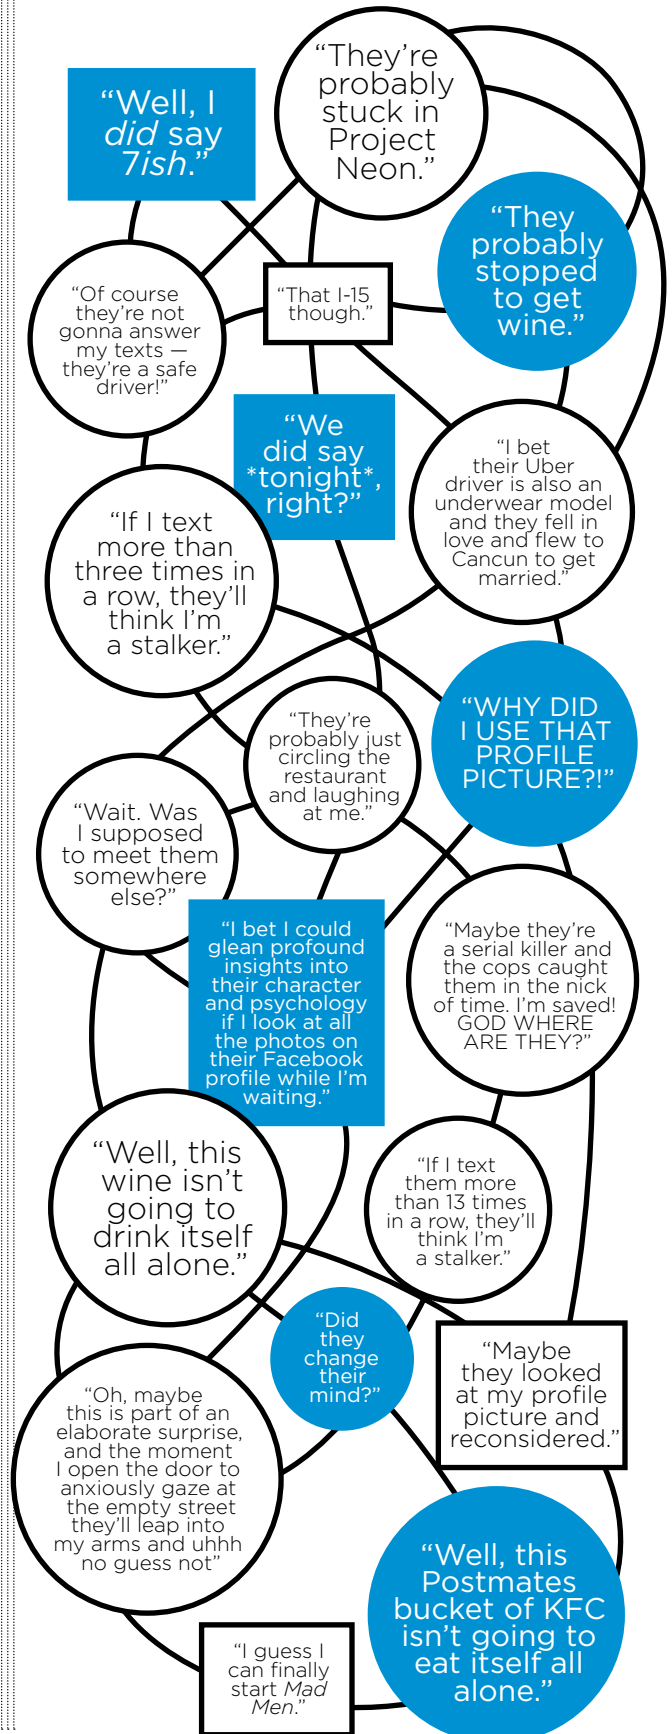 “They’re
probably
stuck in
Project
Neon.”
“Well, I
did say
7ish.”
“They
probably
stopped
to get
wine.”
“Of course
they’re not
gonna answer
my texts —
they’re a safe
driver!”
“That I-15
though.”
“We
did say
*tonight*,
right?”
“I bet
their Uber
driver is also an
underwear model
and they fell in
love and flew to
Cancun to get
married.”
“If I text
more than
three times in
a row, they’ll
think I’m
a stalker.”
“WHY DID
I USE THAT
PROFILE
PICTURE?!”
“They’re
probably just
circling the
restaurant
and laughing
at me.”
“Wait. Was
I supposed
to meet them
somewhere
else?”
“I bet I could
glean profound
insights into
their character
and psychology
if I look at all
the photos on
their Facebook
profile while I’m
waiting.”
“Maybe they’re
a serial killer and
the cops caught
them in the nick
of time. I’m saved!
GOD WHERE
ARE THEY?”
“Well, this
wine isn’t
going to
drink itself
all alone.”
“If I text
them more
than 13 times
in a row, they’ll
think I’m
a stalker.”
“Did
they
change
their
mind?”
“Maybe
they looked
at my profile
picture and
reconsidered.”
“Oh, maybe
this is part of an
elaborate surprise,
and the moment
I open the door to
anxiously gaze at
the empty street
they’ll leap into
my arms and uhhh
no guess not”
“Well, this
Postmates
bucket of KFC
isn’t going to
eat itself all
alone.”
“I guess I
can finally
start Mad
Men.”